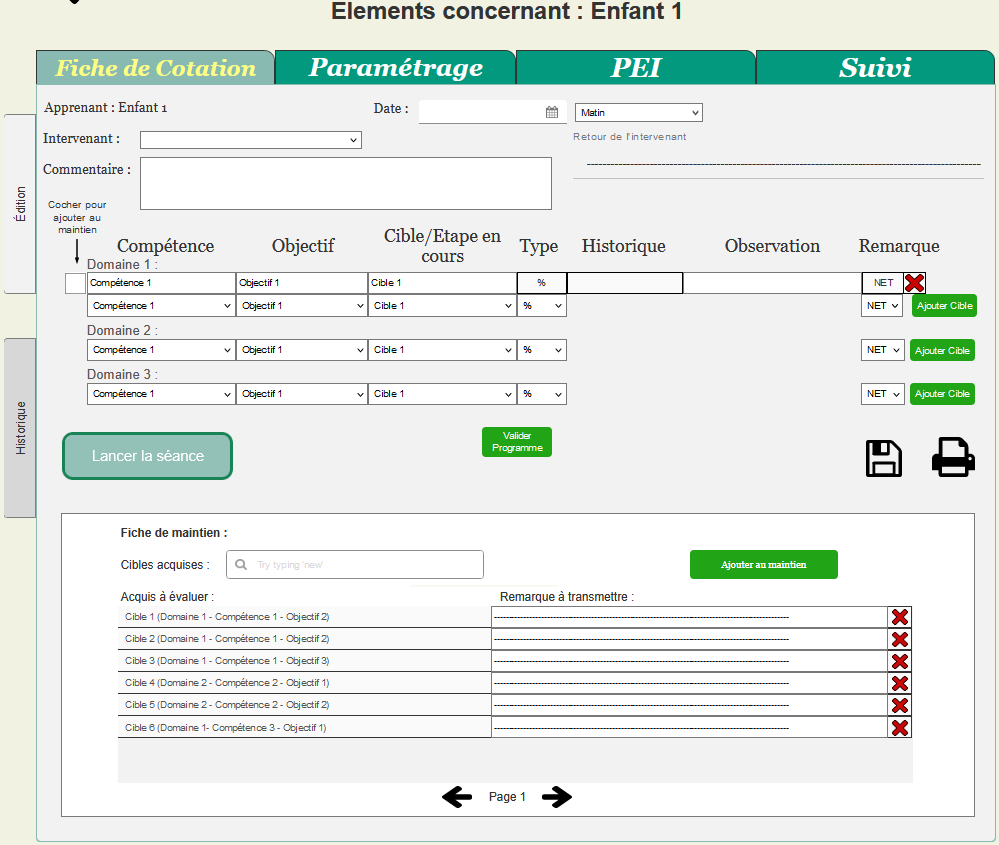 Elements concernant : Enfant 1
Fiche de Cotation Paramétrage PEI Suivi
Apprenant : Enfant 1 Date : Matin
Intervenant : Retour de l'intervenant
Commentaire : ------------------------------------------------------------
Édition
Historique
Cocher pour
ajouter au
maintien
Compétence Objectif Cible/Etape en cours Type Historique Observation Remarque
Domaine 1 :
Compétence 1 Objectif 1 Cible 1 % NET
Compétence 1 Objectif 1 Cible 1 % NET Ajouter Cible
Domaine 2 :
Compétence 1 Objectif 1 Cible 1 % NET Ajouter Cible
Domaine 3 :
Compétence 1 Objectif 1 Cible 1 % NET Ajouter Cible
Lancer la séance
Valider
Programme
Fiche de maintien :
Cibles acquises : Try typing 'new' Ajouter au maintien
Acquis à évaluer : Remarque à transmettre :
Cible 1 (Domaine 1 - Compétence 1 - Objectif 2) ------------------------------------------------------------
Cible 2 (Domaine 1 - Compétence 1 - Objectif 2) ------------------------------------------------------------
Cible 3 (Domaine 1 - Compétence 1 - Objectif 3) ------------------------------------------------------------
Cible 4 (Domaine 2 - Compétence 2 - Objectif 1) ------------------------------------------------------------
Cible 5 (Domaine 2 - Compétence 2 - Objectif 2) ------------------------------------------------------------
Cible 6 (Domaine 1- Compétence 3 - Objectif 1) ------------------------------------------------------------
Page 1